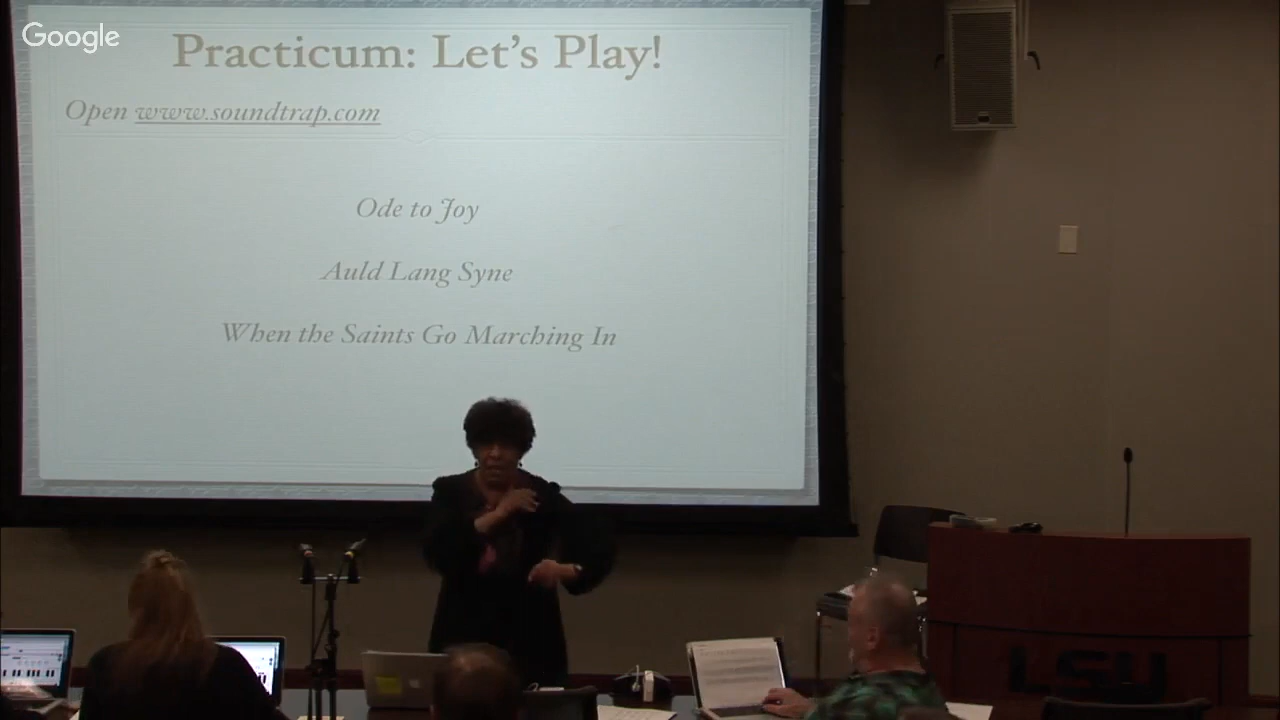 Google
Practicum: Let's Play!
Open www.soundtrap.com
Ode to Joy
Auld Lang Syne
When the Saints Go Marching In
LSU